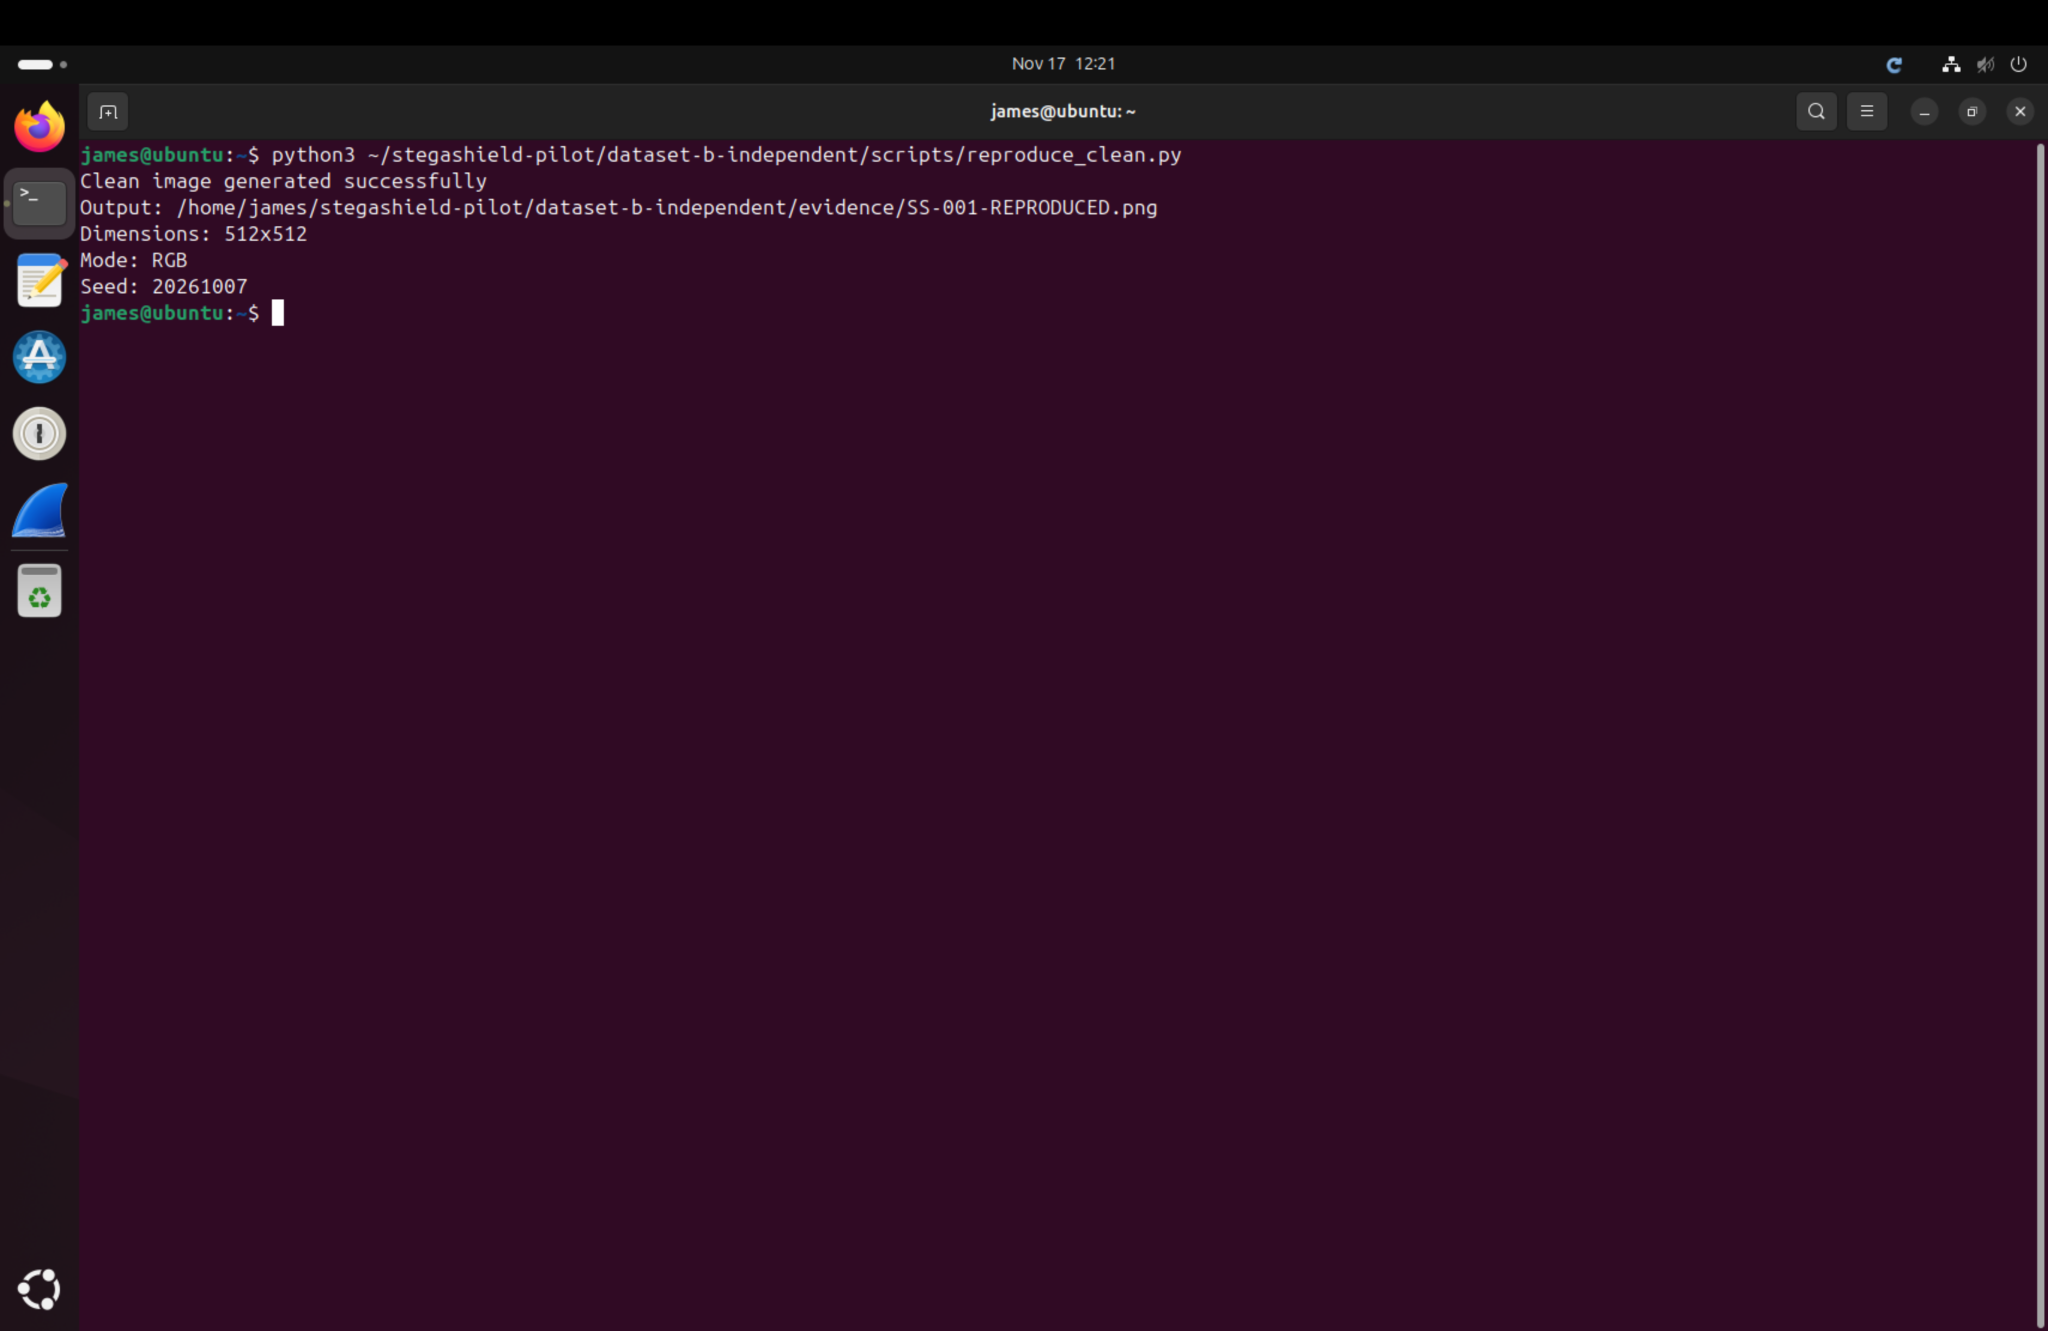 Nov 17 12:21
james@ubuntu: ~
james@ubuntu:~$ python3 ~/stegashield-pilot/dataset-b-independent/scripts/reproduce_clean.py
Clean image generated successfully
Output: /home/james/stegashield-pilot/dataset-b-independent/evidence/SS-001-REPRODUCED.png
Dimensions: 512x512
Mode: RGB
Seed: 20261007
james@ubuntu:~$